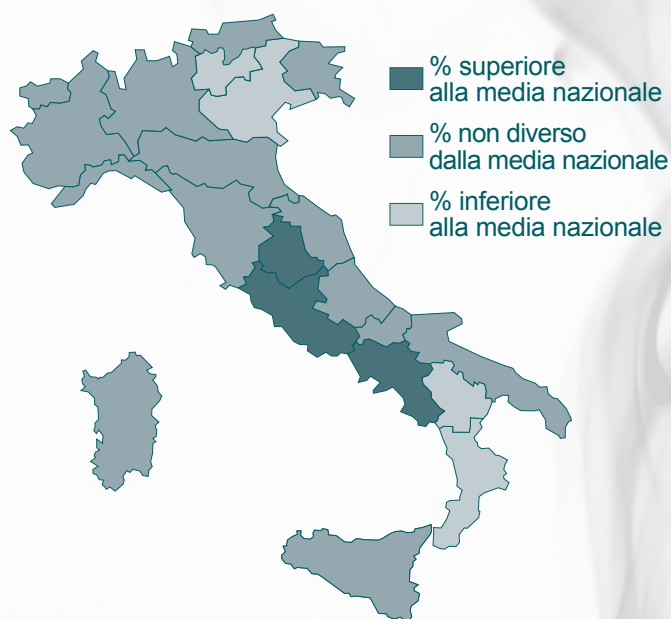 % superiore
alla media nazionale
% non diverso
dalla media nazionale
% inferiore
alla media nazionale